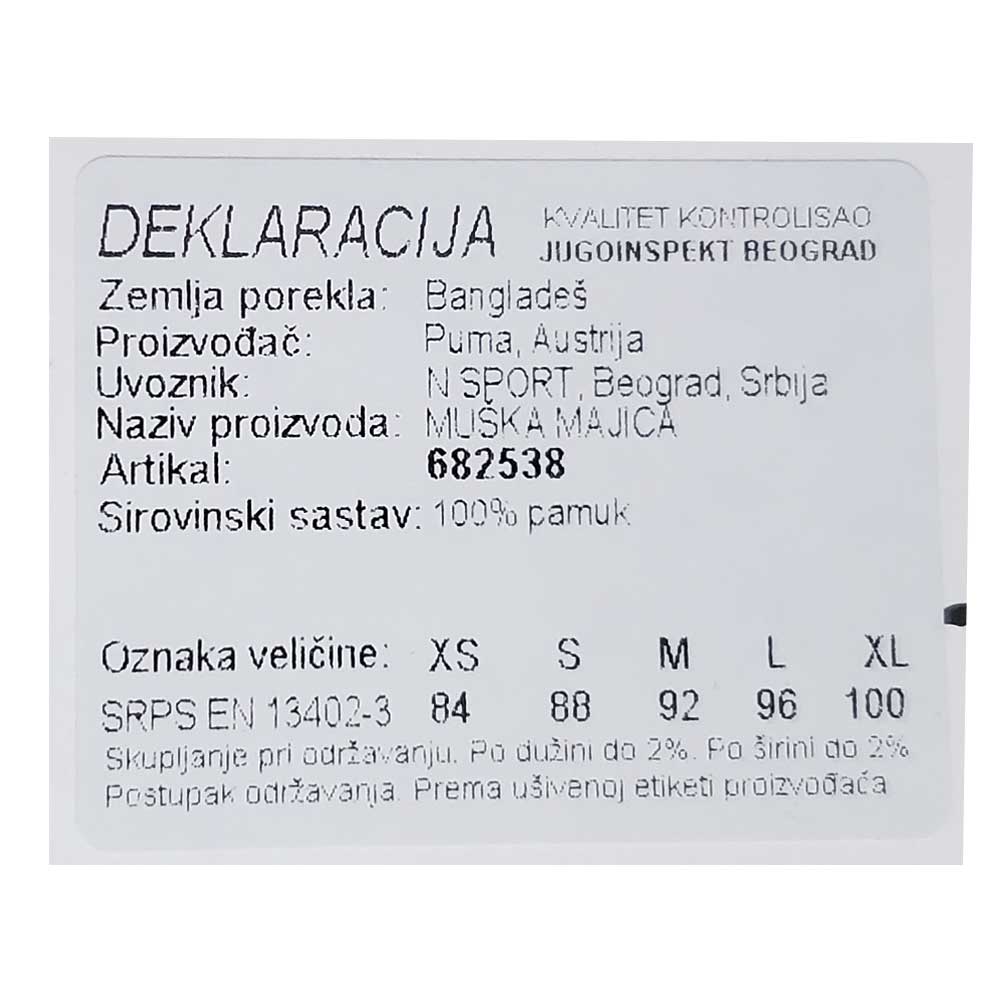 DEKLARACIJA
KVALITET KONTROLISAO
JUGOINSPEKT BEOGRAD
Zemlja porekla: Bangladeš
Proizvođač: Puma, Austrija
Uvoznik: N SPORT, Beograd, Srbija
Naziv proizvoda: MUŠKA MAJICA
Artikal: 682538
Sirovinski sastav: 100% pamuk
Oznaka veličine: XS S M L XL
SRPS EN 13402-3 84 88 92 96 100
Skupljanje pri održavanju. Po dužini do 2%. Po širini do 2%
Postupak održavanja. Prema ušivenoj etiketi proizvođača